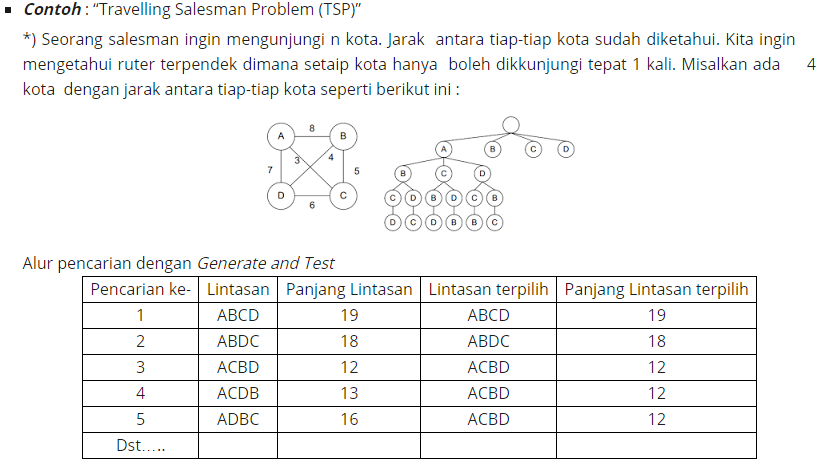 ▪ Contoh : “Travelling Salesman Problem (TSP)”
*) Seorang salesman ingin mengunjungi n kota. Jarak antara tiap-tiap kota sudah diketahui. Kita ingin
mengetahui ruter terpendek dimana setaip kota hanya boleh dikkunjungi tepat 1 kali. Misalkan ada 4
kota dengan jarak antara tiap-tiap kota seperti berikut ini :
A 8 B
7 3 4 5
D 6 C
A B C D
B C D
C D B D C B
D C D B B C
Alur pencarian dengan Generate and Test
Pencarian ke- Lintasan Panjang Lintasan Lintasan terpilih Panjang Lintasan terpilih
1 ABCD 19 ABCD 19
2 ABDC 18 ABDC 18
3 ACBD 12 ACBD 12
4 ACDB 13 ACBD 12
5 ADBC 16 ACBD 12
Dst…..